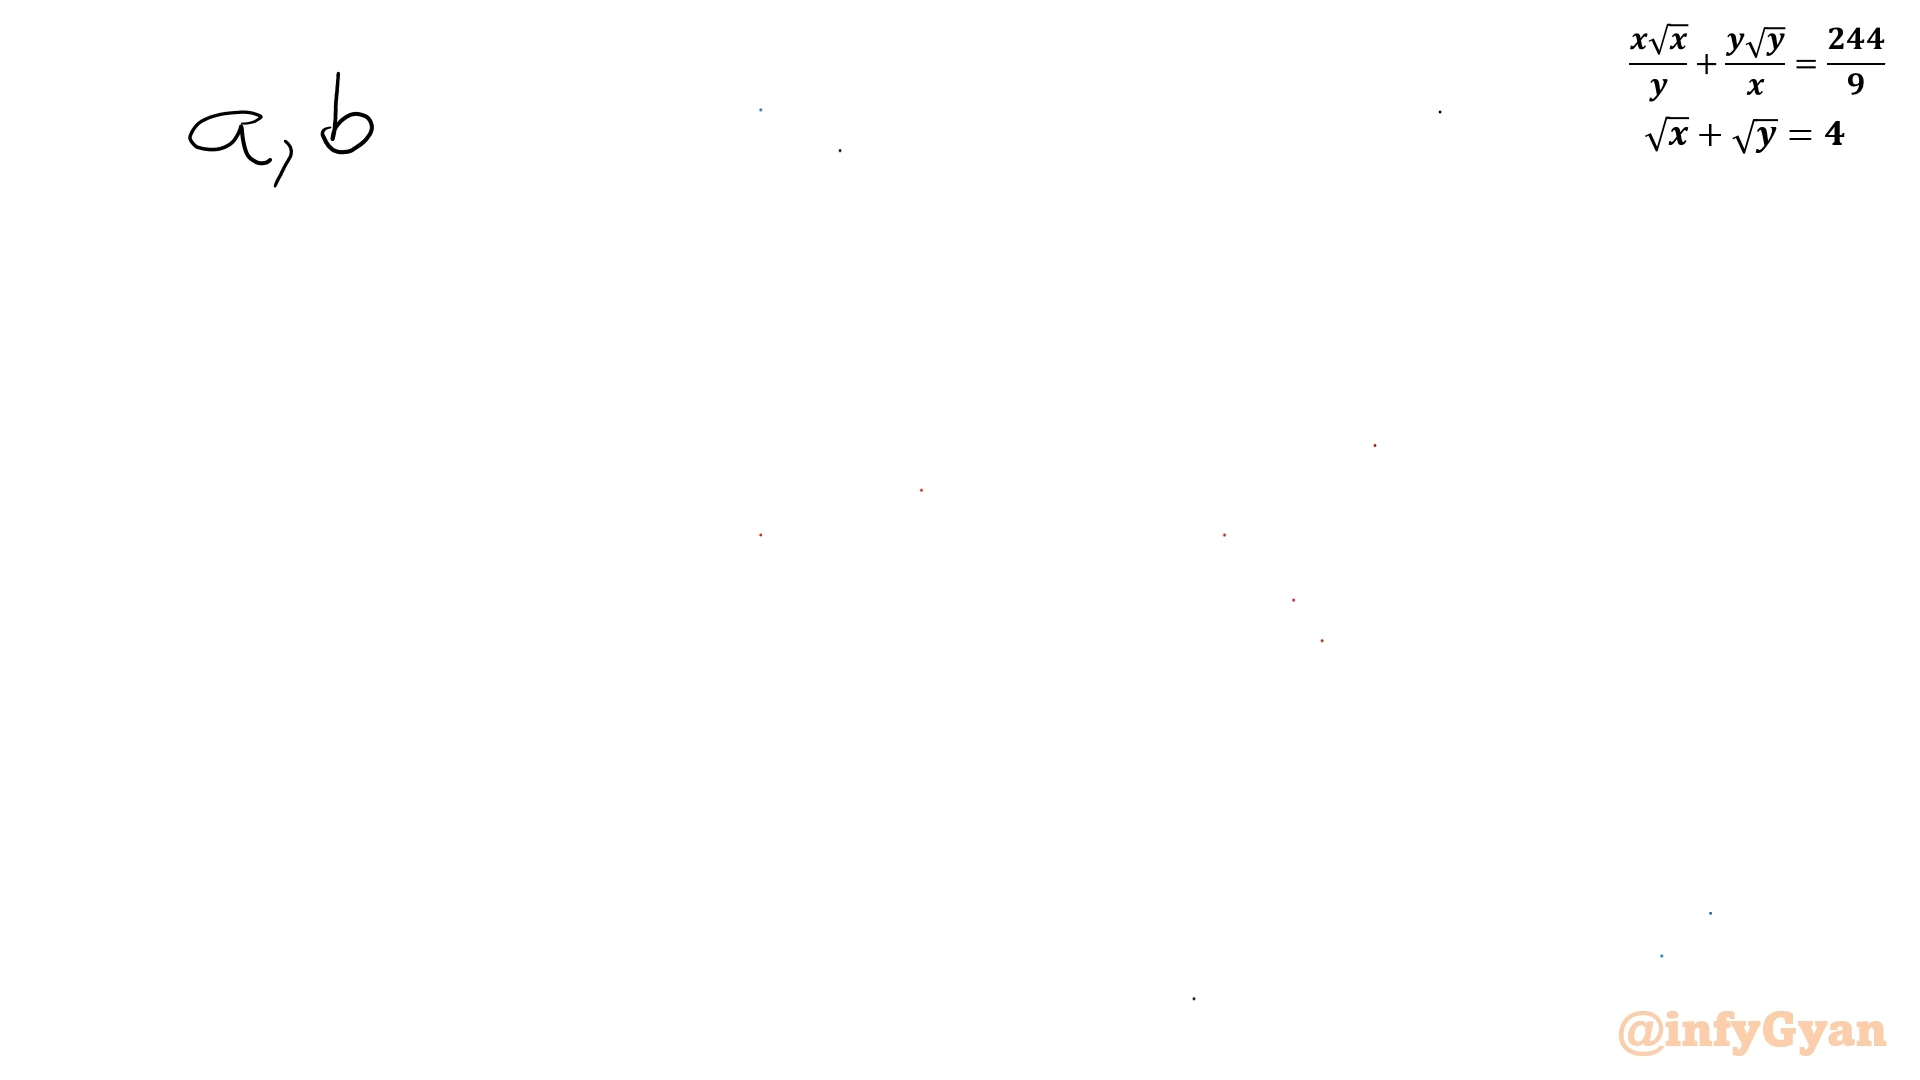 a, b
x√x/y + y√y/x = 244/9
√x + √y = 4
@infyGyan